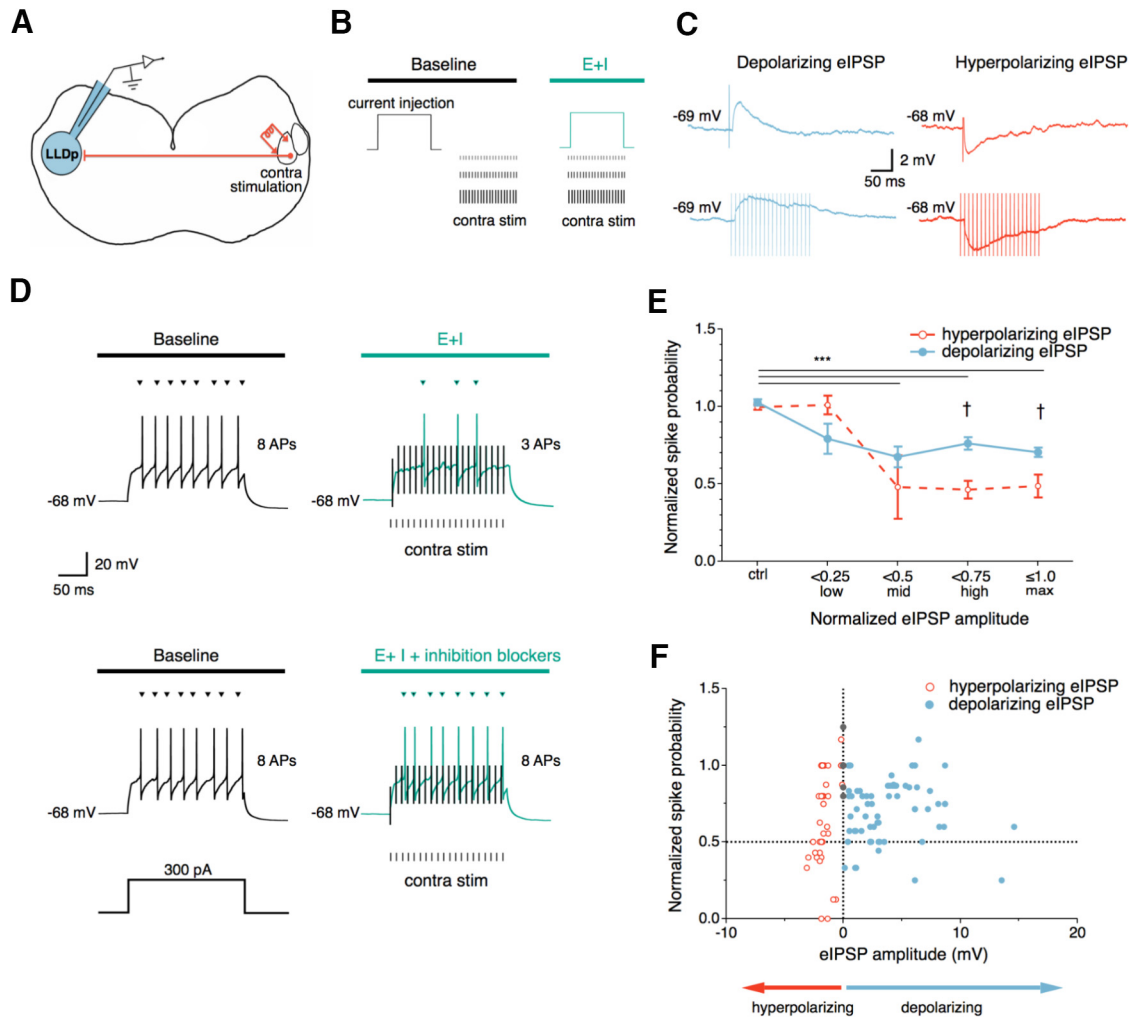 A
LLDp
contra
stimulation
B
Baseline
E+I
current injection
contra stim
contra stim
C
Depolarizing eIPSP
Hyperpolarizing eIPSP
-69 mV
-68 mV
2 mV
50 ms
-69 mV
-68 mV
D
Baseline
E+I
8 APs
3 APs
-68 mV
-68 mV
contra stim
20 mV
50 ms
Baseline
E+ I + inhibition blockers
8 APs
8 APs
-68 mV
-68 mV
contra stim
300 pA
E
Normalized spike probability
1.5
1.0
0.5
0.0
hyperpolarizing eIPSP
depolarizing eIPSP
***
†
†
ctrl
<0.25
low
<0.5
mid
<0.75
high
≤1.0
max
Normalized eIPSP amplitude
F
Normalized spike probability
1.5
1.0
0.5
0.0
hyperpolarizing eIPSP
depolarizing eIPSP
-10
0
10
20
eIPSP amplitude (mV)
hyperpolarizing
depolarizing